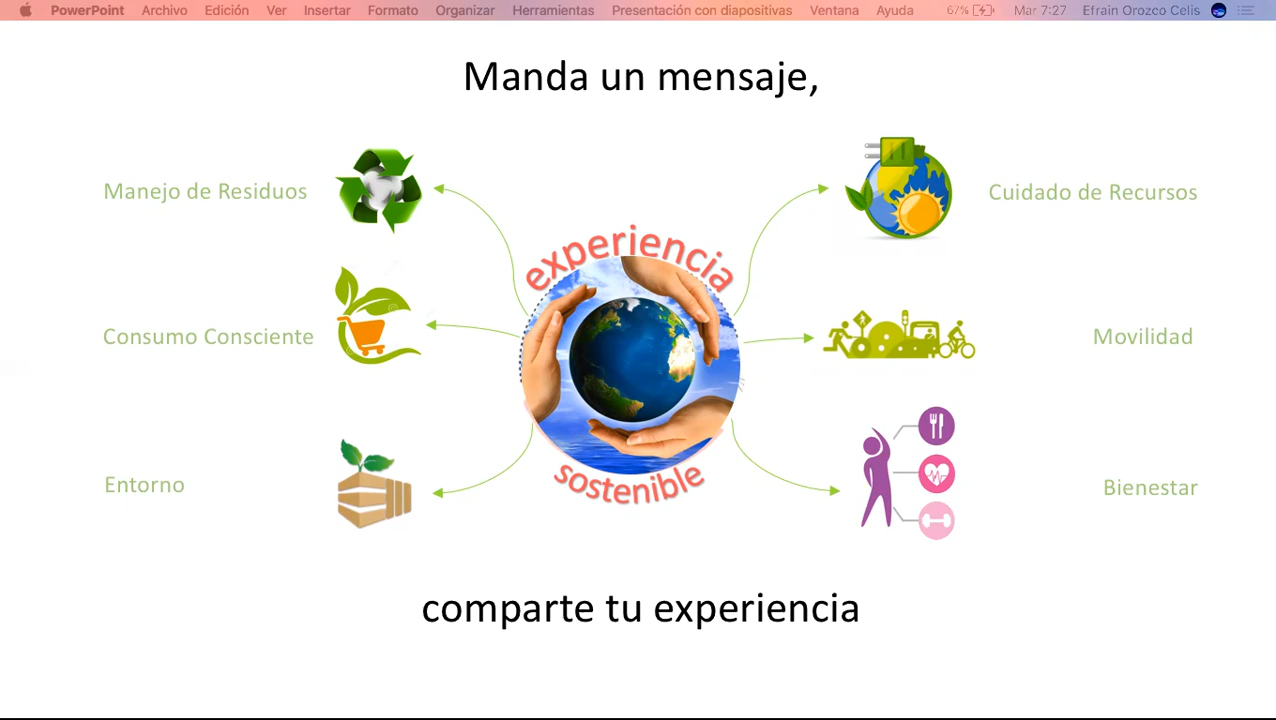 PowerPoint Archivo Edición Ver Insertar Formato Organizar Herramientas Presentación con diapositivas Ventana Ayuda 67% Mar 7:27 Efrain Orozco Celis
Manda un mensaje,
Manejo de Residuos
Cuidado de Recursos
experiencia
Consumo Consciente
Movilidad
sostenible
Entorno
Bienestar
comparte tu experiencia